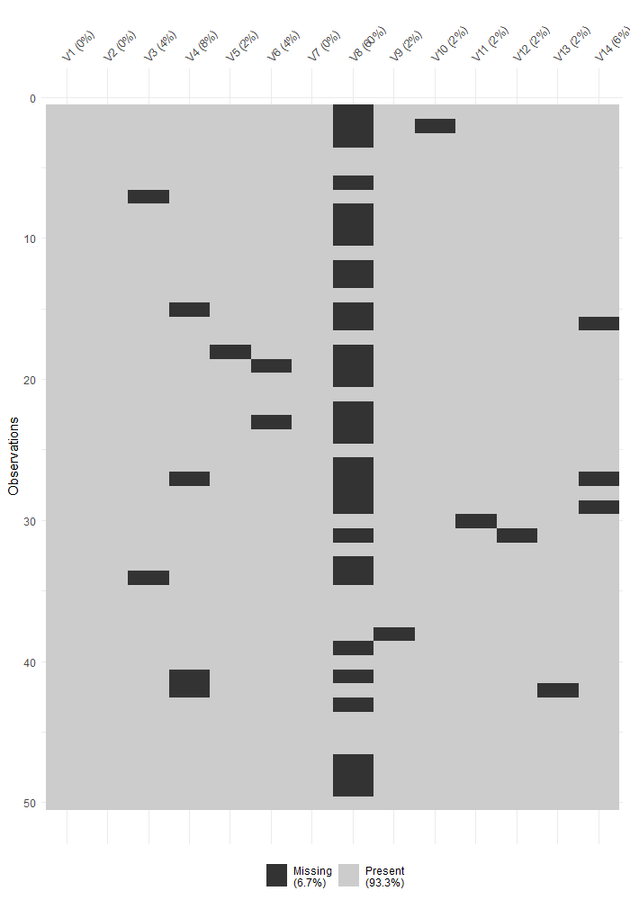 V1 (0%)
V2 (0%)
V3 (4%)
V4 (8%)
V5 (2%)
V6 (4%)
V7 (0%)
V8 (60%)
V9 (2%)
V10 (2%)
V11 (2%)
V12 (2%)
V13 (2%)
V14 (6%)
0
10
20
30
40
50
Observations
Missing
(6.7%)
Present
(93.3%)